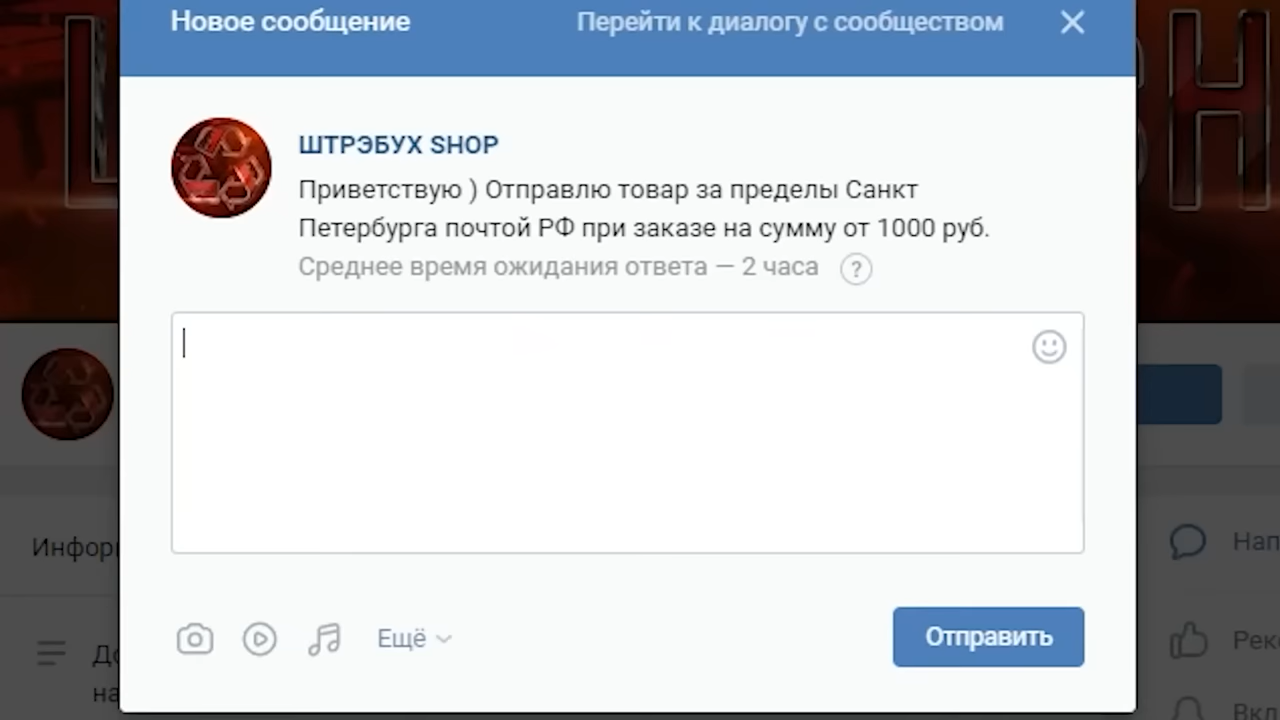 Новое сообщение
Перейти к диалогу с сообществом
ШТРЭБУХ SHOP
Приветствую ) Отправлю товар за пределы Санкт
Петербурга почтой РФ при заказе на сумму от 1000 руб.
Среднее время ожидания ответа — 2 часа ?
Ещё
Отправить